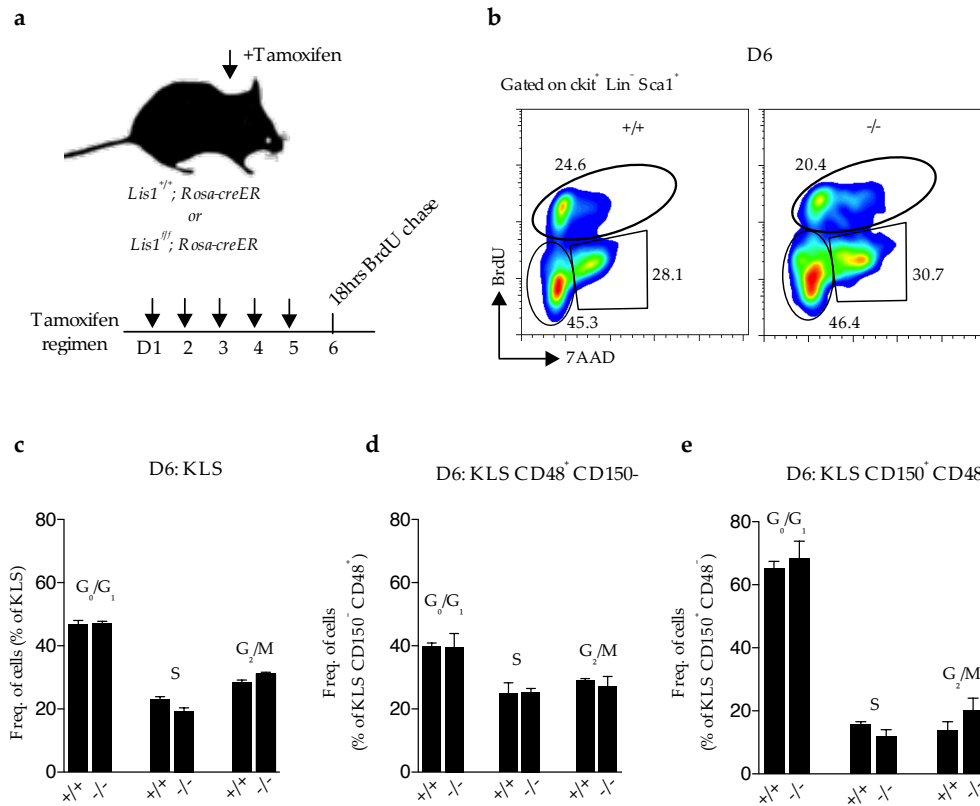 a
+Tamoxifen
Lis1+/+; Rosa-creER
or
Lis1f/f; Rosa-creER
18hrs BrdU chase
Tamoxifen
regimen
D1 2 3 4 5 6
b
D6
Gated on ckit+ Lin- Sca1+
+/+
-/-
24.6
20.4
28.1
30.7
45.3
46.4
BrdU
7AAD
c
D6: KLS
Freq. of cells (% of KLS)
80
60
40
20
0
G0/G1
S
G2/M
+/+ -/- +/+ -/- +/+ -/-
d
D6: KLS CD48+ CD150-
Freq. of cells
(% of KLS CD150- CD48+)
80
60
40
20
0
G0/G1
S
G2/M
+/+ -/- +/+ -/- +/+ -/-
e
D6: KLS CD150+ CD48
Freq. of cells
(% of KLS CD150+ CD48-)
80
60
40
20
0
G0/G1
S
G2/M
+/+ -/- +/+ -/- +/+ -/-